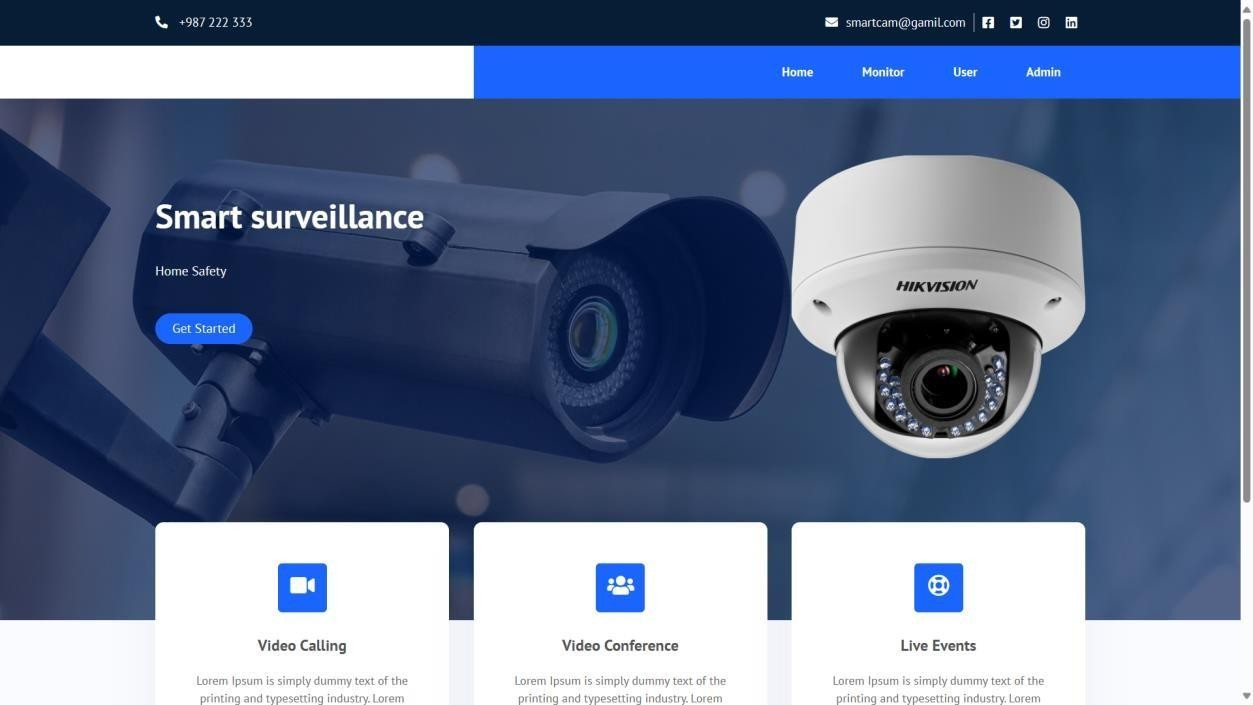 +987 222 333
smartcam@gamil.com
Home Monitor User Admin
Smart surveillance
Home Safety
Get Started
HIKVISION
Video Calling
Lorem Ipsum is simply dummy text of the
printing and typesetting industry. Lorem
Video Conference
Lorem Ipsum is simply dummy text of the
printing and typesetting industry. Lorem
Live Events
Lorem Ipsum is simply dummy text of the
printing and typesetting industry. Lorem